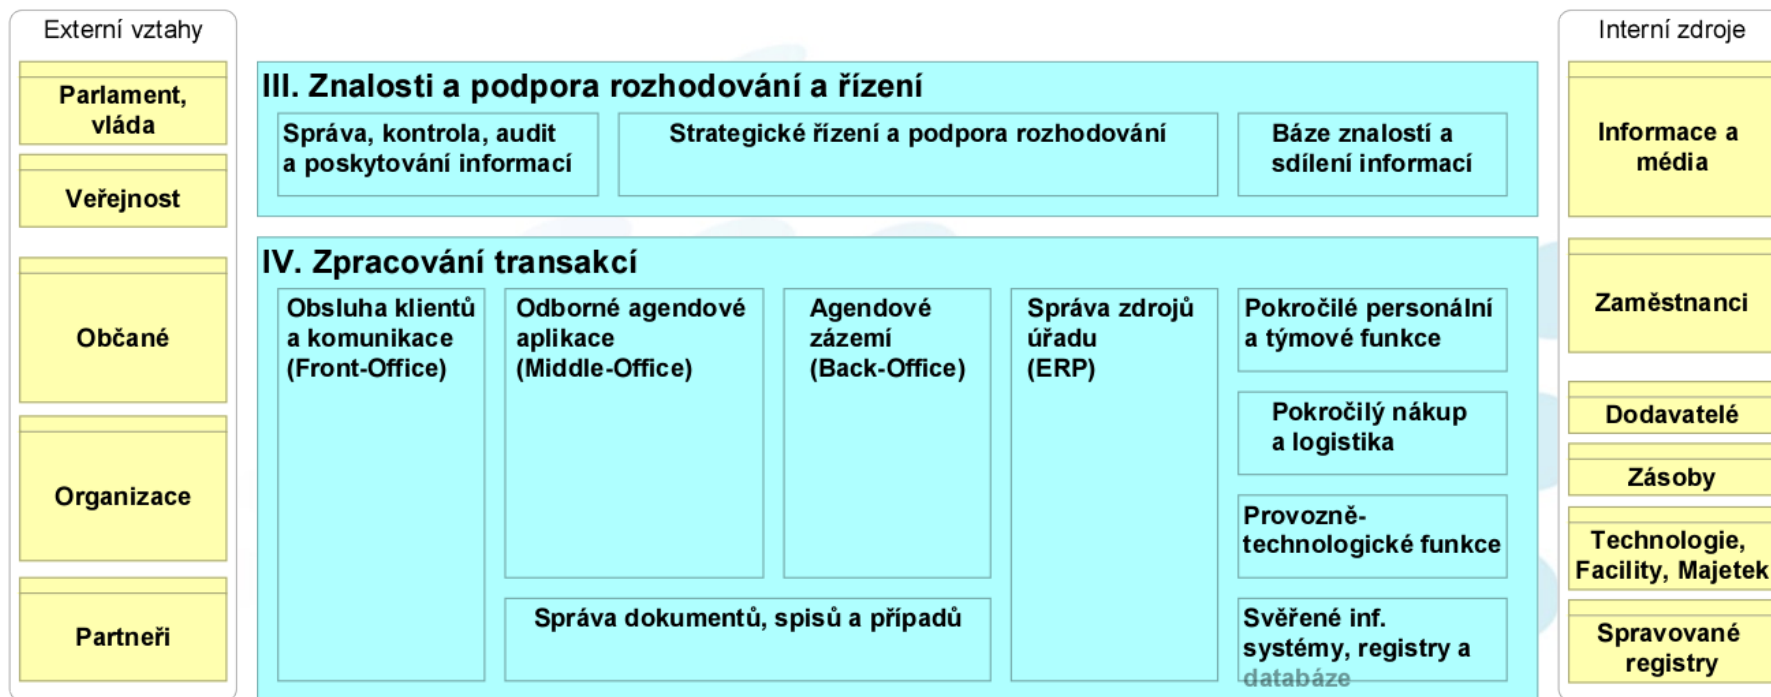 Externí vztahy
Parlament,
vláda
Veřejnost
Občané
Organizace
Partneři
III. Znalosti a podpora rozhodování a řízení
Správa, kontrola, audit
a poskytování informací
Strategické řízení a podpora rozhodování
Báze znalostí a
sdílení informací
IV. Zpracování transakcí
Obsluha klientů
a komunikace
(Front-Office)
Odborné agendové
aplikace
(Middle-Office)
Agendové
zázemí
(Back-Office)
Správa zdrojů
úřadu
(ERP)
Pokročilé personální
a týmové funkce
Pokročilý nákup
a logistika
Provozně-
technologické funkce
Správa dokumentů, spisů a případů
Svěřené inf.
systémy, registry a
databáze
Interní zdroje
Informace a
média
Zaměstnanci
Dodavatelé
Zásoby
Technologie,
Facility, Majetek
Spravované
registry